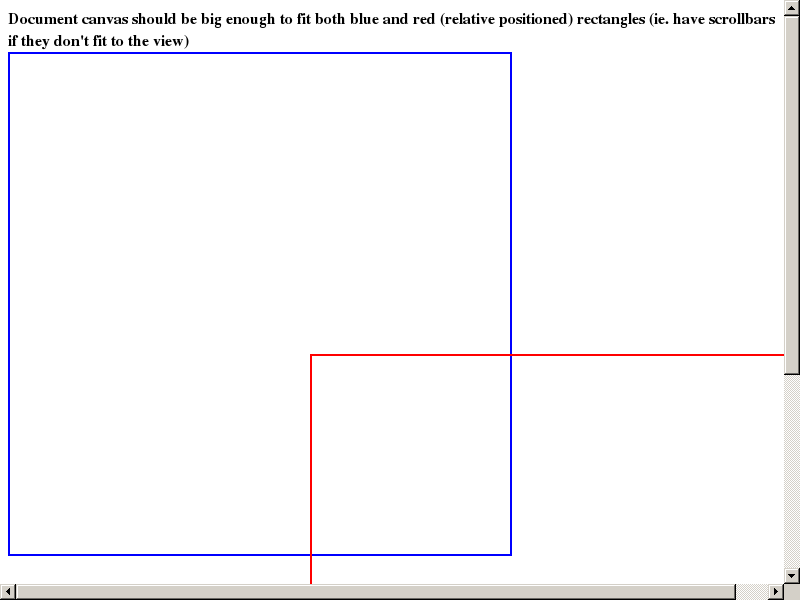 Document canvas should be big enough to fit both blue and red (relative positioned) rectangles (ie. have scrollbars
if they don't fit to the view)